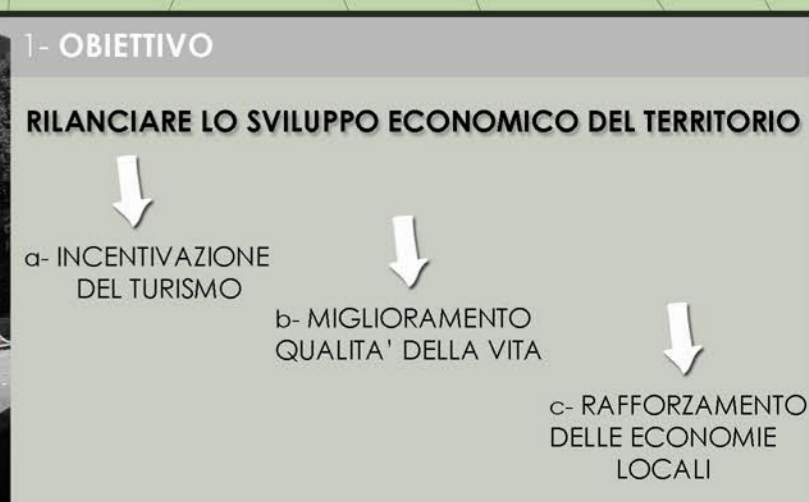 1- OBIETTIVO
RILANCIARE LO SVILUPPO ECONOMICO DEL TERRITORIO
a- INCENTIVAZIONE
DEL TURISMO
b- MIGLIORAMENTO
QUALITA' DELLA VITA
c- RAFFORZAMENTO
DELLE ECONOMIE
LOCALI